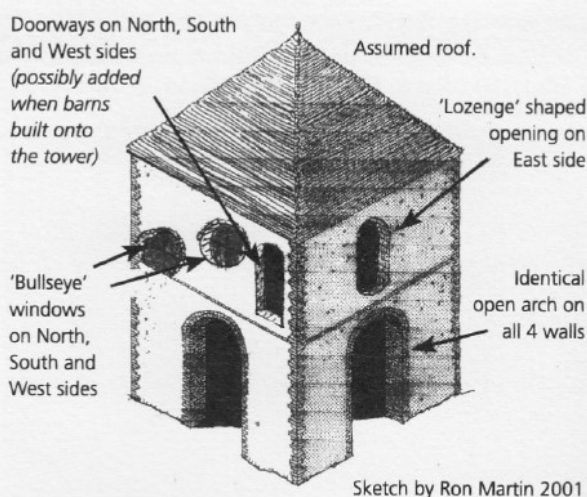 Doorways on North, South
and West sides
(possibly added
when barns
built onto
the tower)
Assumed roof.
'Lozenge' shaped
opening on
East side
'Bullseye'
windows
on North,
South and
West sides
Identical
open arch on
all 4 walls
Sketch by Ron Martin 2001